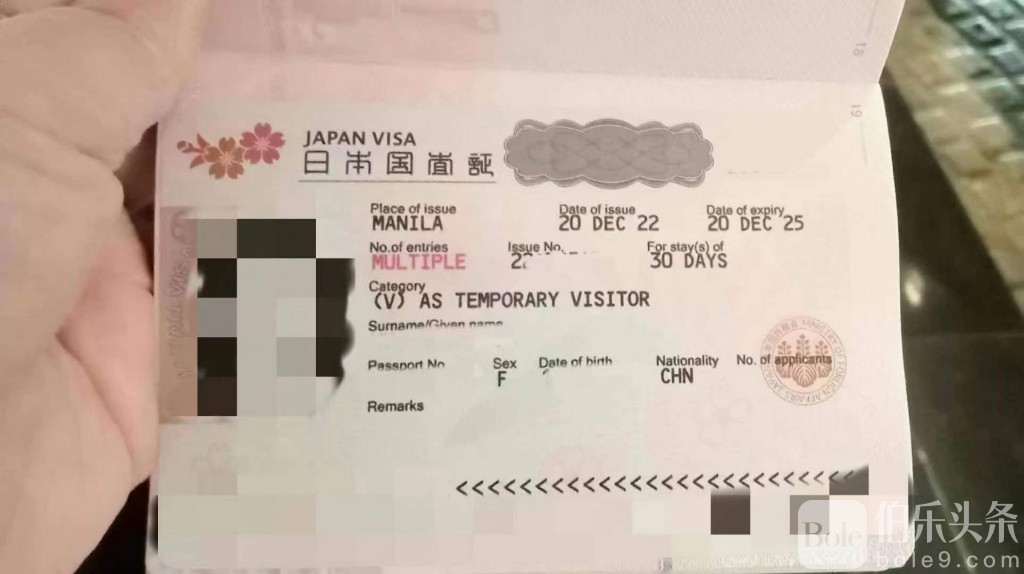 18
19
JAPAN VISA
日本国査証
Place of issue Date of issue Date of expiry
MANILA 20 DEC 22 20 DEC 25
No.of entries Issue No. For stay(s) of
MULTIPLE 30 DAYS
Category
(V) AS TEMPORARY VISITOR
Surname/Given name
Passport No Sex Date of birth Nationality No. of applicants
F CHN
Remarks
<<<<<<<<<<<<<<<<<<<<<<<<<
Bole 伯乐头条
bole9.com